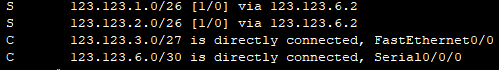 S 123.123.1.0/26 [1/0] via 123.123.6.2
S 123.123.2.0/26 [1/0] via 123.123.6.2
C 123.123.3.0/27 is directly connected, FastEthernet0/0
C 123.123.6.0/30 is directly connected, Serial0/0/0